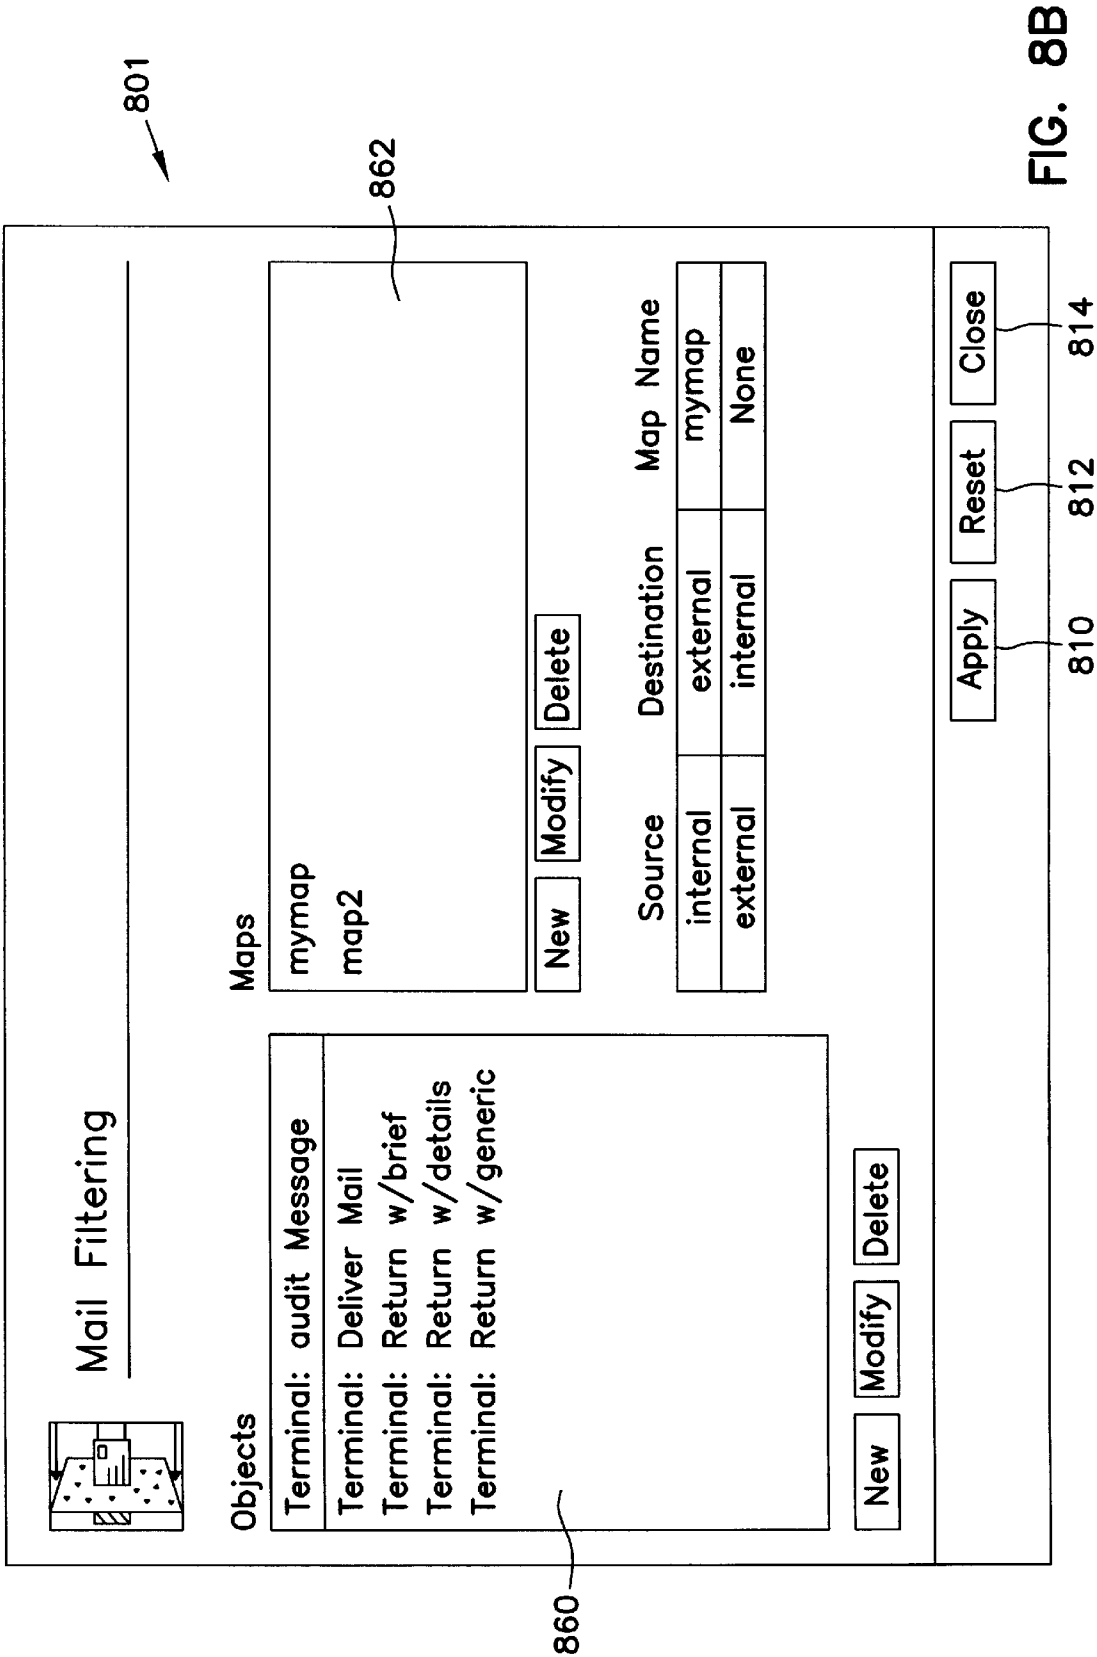 801
Mail Filtering
Objects
Terminal: audit Message
Terminal: Deliver Mail
Terminal: Return w/brief
Terminal: Return w/details
Terminal: Return w/generic
New Modify Delete
860
Maps
mymap
map2
862
New Modify Delete
Source Destination Map Name
internal external mymap
external internal None
Apply Reset Close
810 812 814
FIG. 8B